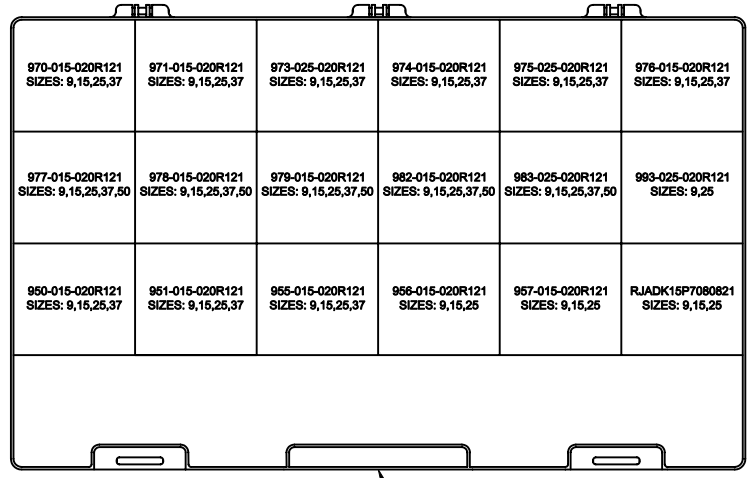 970-015-020R121
SIZES: 9,15,25,37
971-015-020R121
SIZES: 9,15,25,37
973-025-020R121
SIZES: 9,15,25,37
974-015-020R121
SIZES: 9,15,25,37
975-025-020R121
SIZES: 9,15,25,37
976-015-020R121
SIZES: 9,15,25,37
977-015-020R121
SIZES: 9,15,25,37,50
978-015-020R121
SIZES: 9,15,25,37,50
979-015-020R121
SIZES: 9,15,25,37,50
982-015-020R121
SIZES: 9,15,25,37,50
983-025-020R121
SIZES: 9,15,25,37,50
993-025-020R121
SIZES: 9,25
950-015-020R121
SIZES: 9,15,25,37
951-015-020R121
SIZES: 9,15,25,37
955-015-020R121
SIZES: 9,15,25,37
956-015-020R121
SIZES: 9,15,25
957-015-020R121
SIZES: 9,15,25
RJADK15P7080821
SIZES: 9,15,25